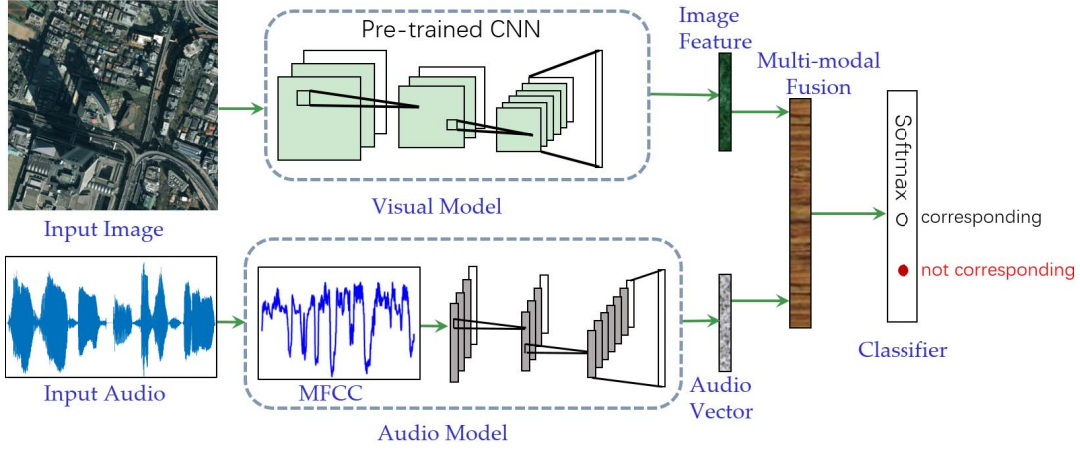 Pre-trained CNN
Image
Feature
Multi-modal
Fusion
Visual Model
Input Image
Softmax
corresponding
not corresponding
Classifier
MFCC
Input Audio
Audio Model
Audio
Vector